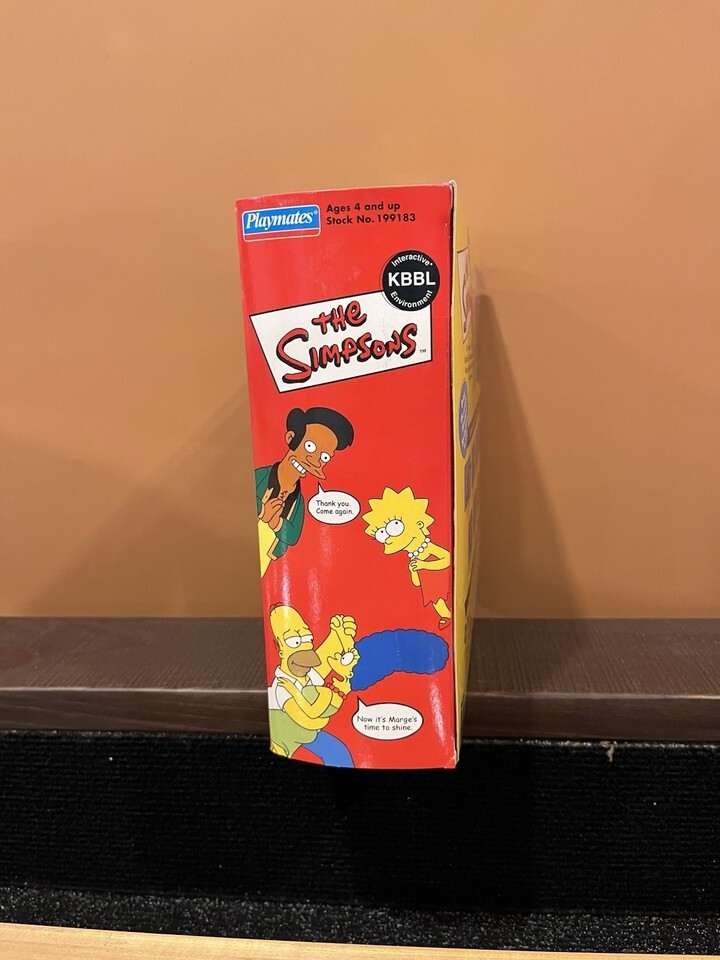 Playmates®
Ages 4 and up
Stock No. 199183
Interactive
KBBL
Environment
THE
SIMPSONS™
Thank you.
Come again.
Now it's Marge's
time to shine.